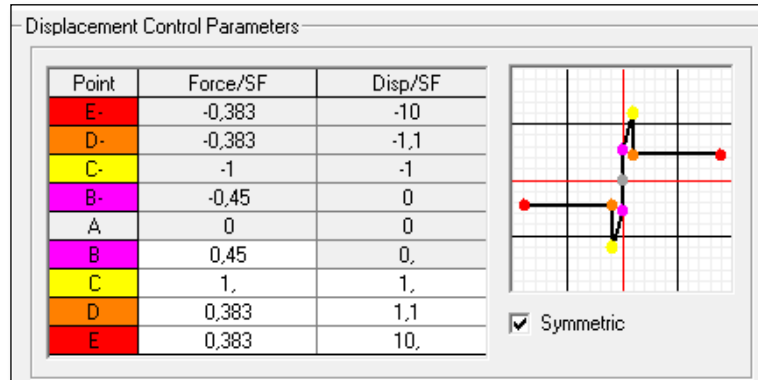 Displacement Control Parameters
Point Force/SF Disp/SF
E- -0,383 -10
D- -0,383 -1,1
C- -1 -1
B- -0,45 0
A 0 0
B 0,45 0,
C 1, 1,
D 0,383 1,1
E 0,383 10,
Symmetric